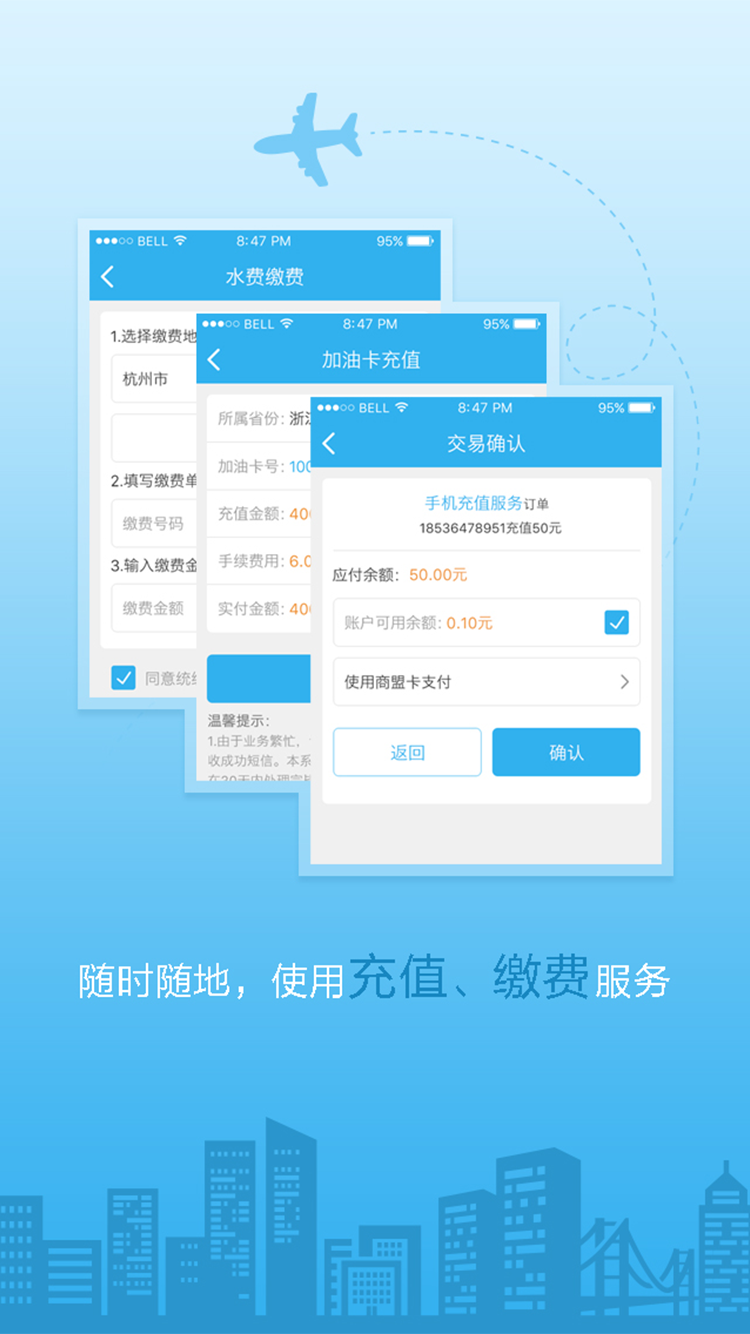 BELL 8:47 PM 95%
水费缴费
1.选择缴费地
杭州市
2.填写缴费单
缴费号码
3.输入缴费金
缴费金额
同意统
BELL 8:47 PM 95%
加油卡充值
所属省份：浙
加油卡号：100
充值金额：40
手续费用：6.0
实付金额：40
温馨提示：
1.由于业务繁忙，
收成功短信。本系
BELL 8:47 PM 95%
交易确认
手机充值服务订单
18536478951充值50元
应付余额：50.00元
账户可用余额：0.10元
使用商盟卡支付
返回
确认
随时随地，使用充值、缴费服务